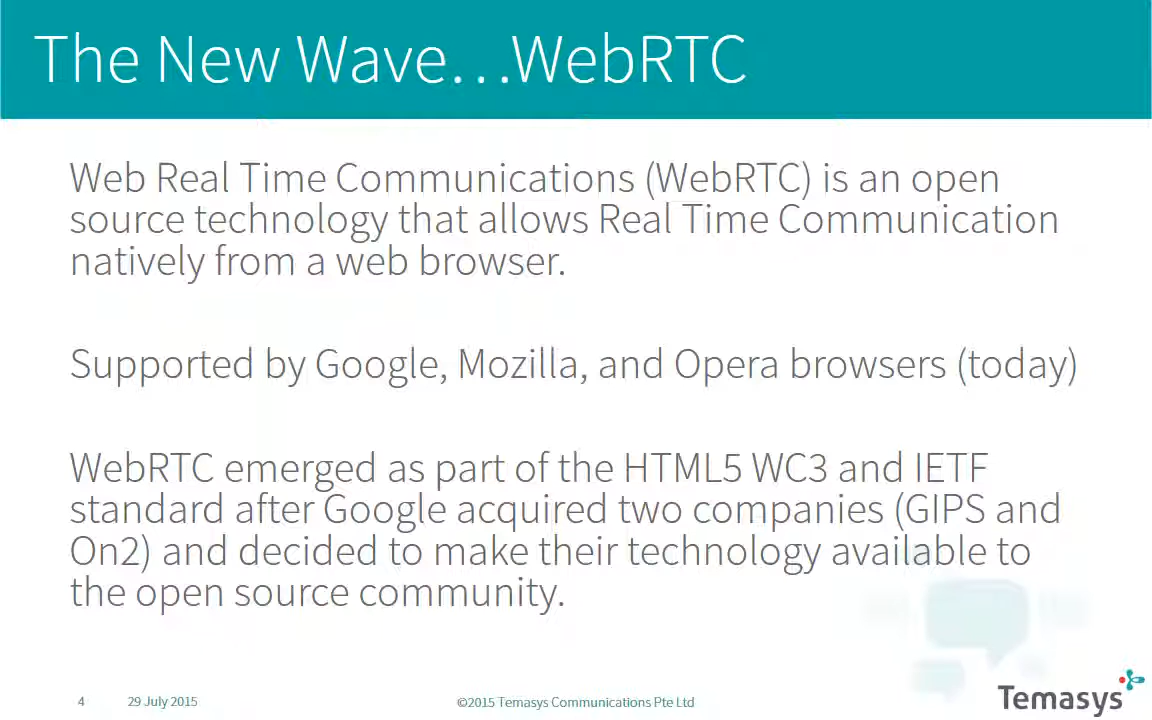 The New Wave…WebRTC
Web Real Time Communications (WebRTC) is an open
source technology that allows Real Time Communication
natively from a web browser.
Supported by Google, Mozilla, and Opera browsers (today)
WebRTC emerged as part of the HTML5 WC3 and IETF
standard after Google acquired two companies (GIPS and
On2) and decided to make their technology available to
the open source community.
4 29 July 2015 ©2015 Temasys Communications Pte Ltd
Temasys